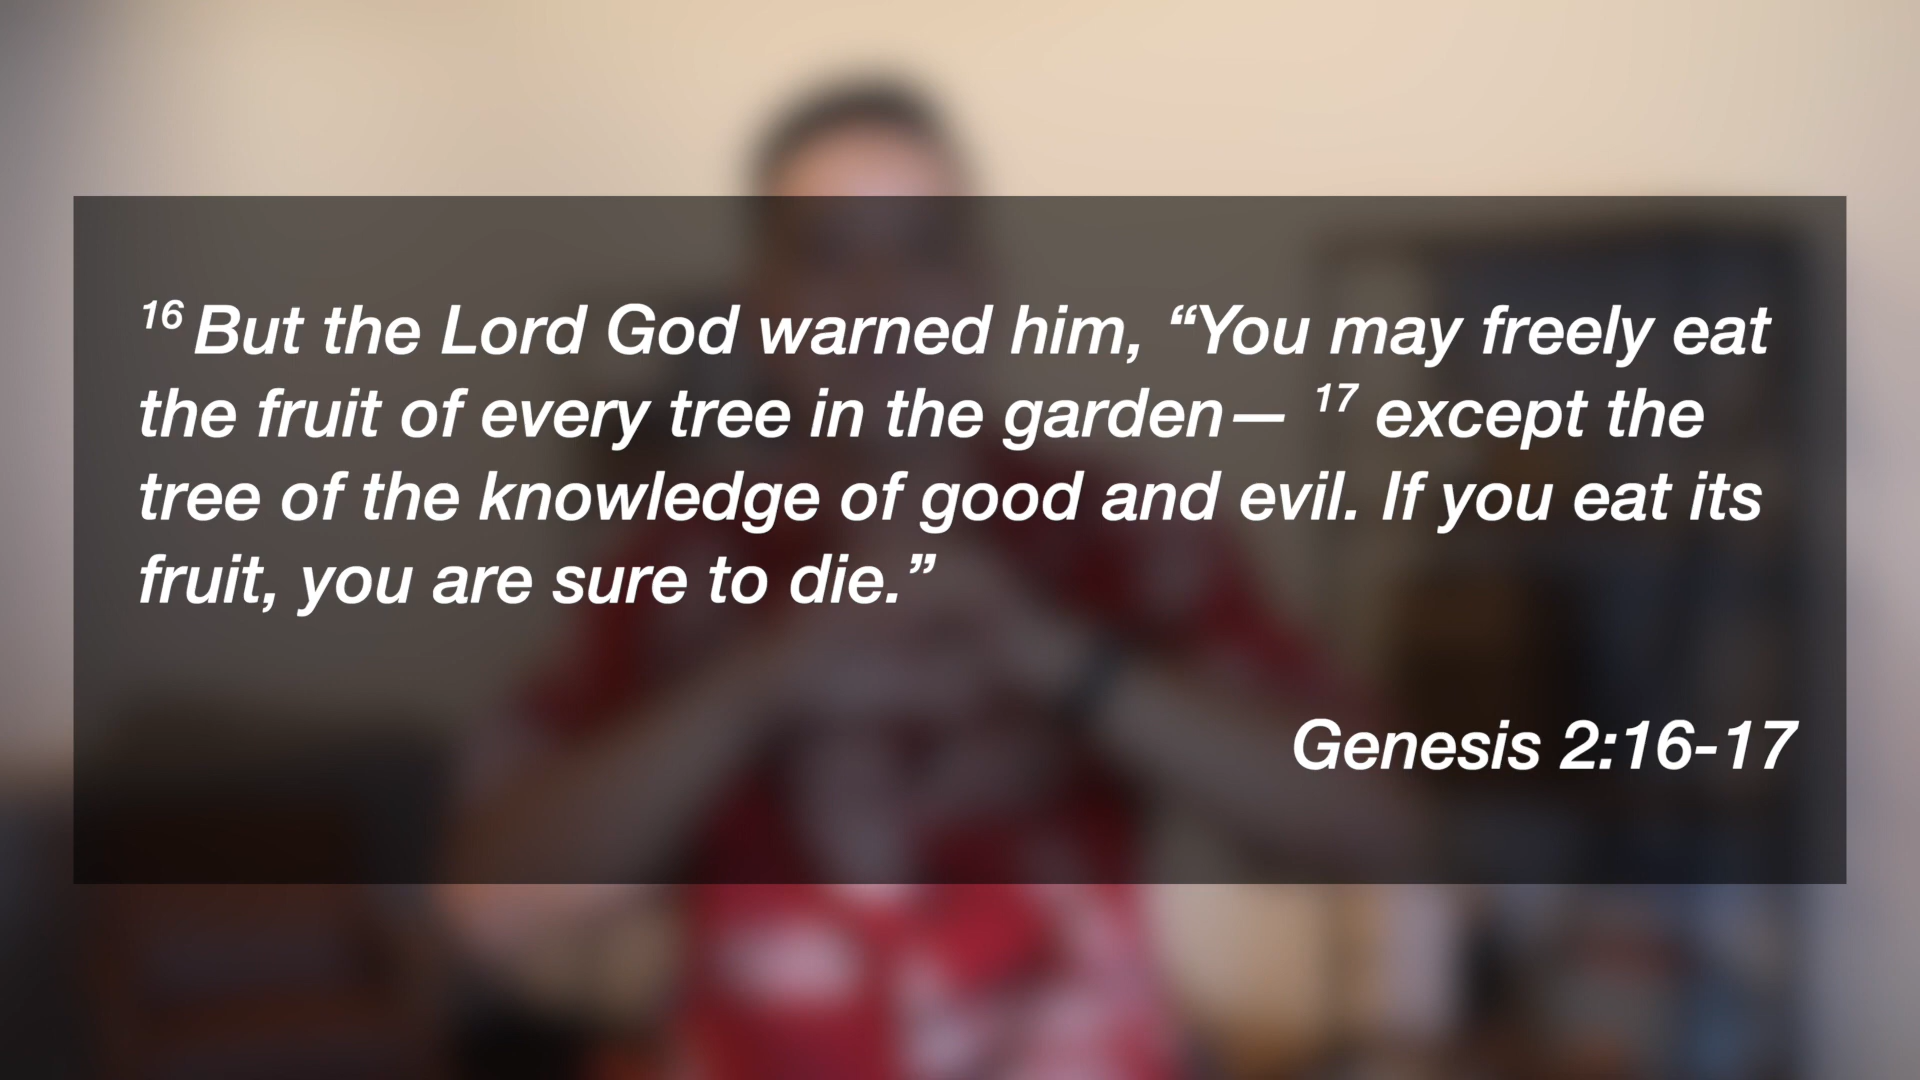 16 But the Lord God warned him, “You may freely eat
the fruit of every tree in the garden— 17 except the
tree of the knowledge of good and evil. If you eat its
fruit, you are sure to die.”
Genesis 2:16-17